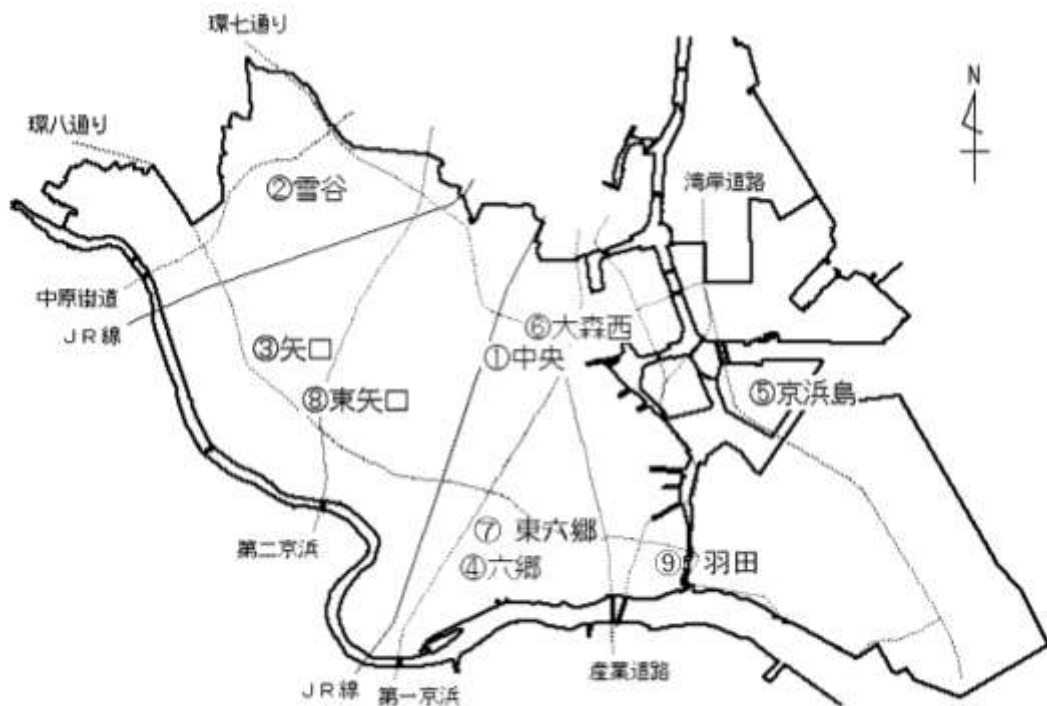 環七通り
N
環八通り
②雪谷
湾岸道路
中原街道
JR線
⑥大森西
③矢口
①中央
⑧東矢口
⑤京浜島
⑦ 東六郷
第二京浜
④六郷
⑨ 羽田
産業道路
JR線
第一京浜